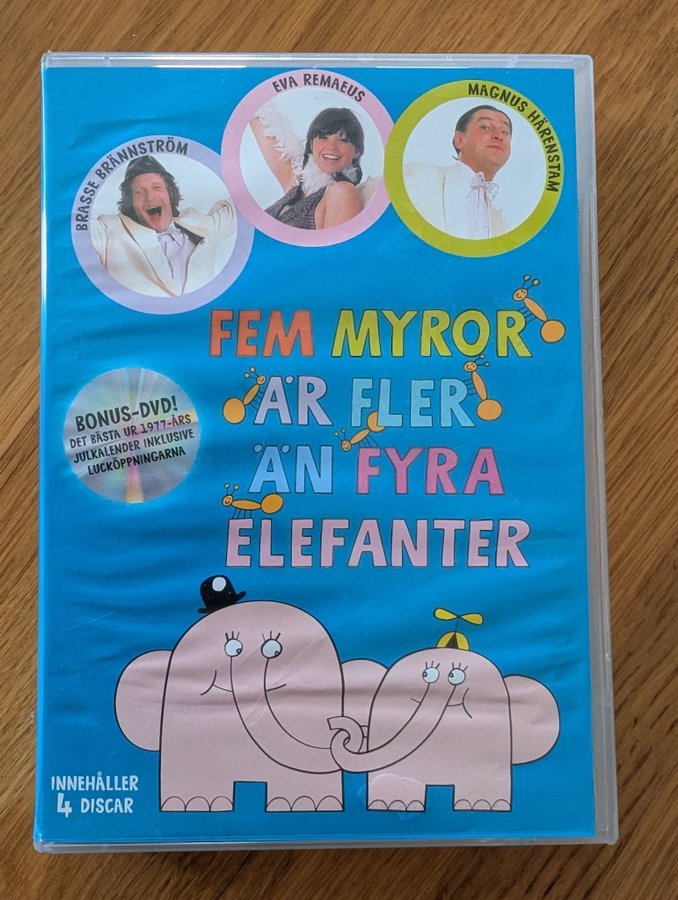 BRASSE BRÄNNSTRÖM
EVA REMAEUS
MAGNUS HÄRENSTAM
FEM MYROR
ÄR FLER
ÄN FYRA
ELEFANTER
BONUS-DVD!
DET BÄSTA UR 1977-ÅRS
JULKALENDER INKLUSIVE
LUCKÖPPNINGARNA
INNEHÅLLER
4 DISCAR